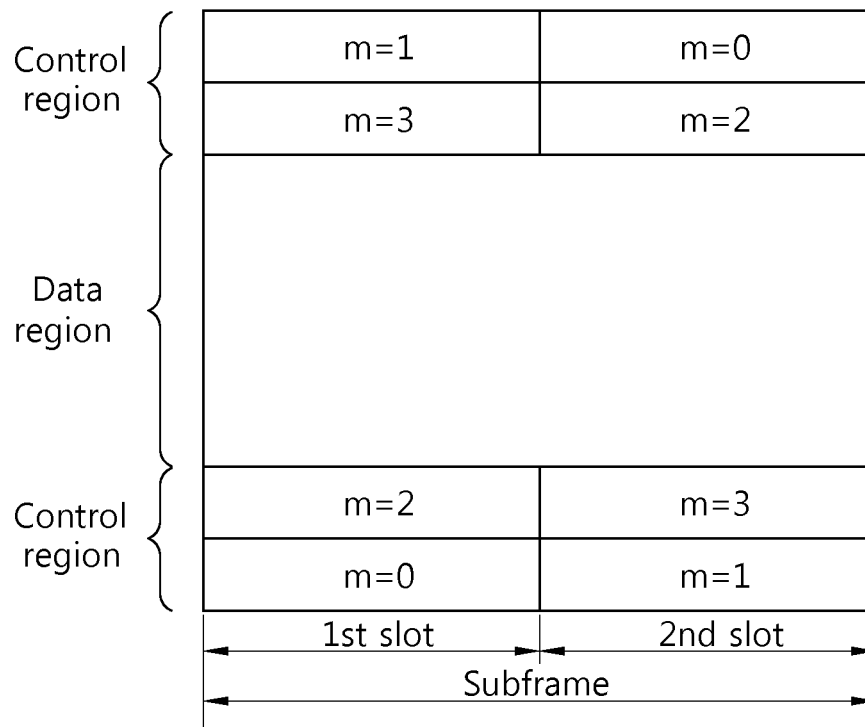 Control
region
m=1
m=0
m=3
m=2
Data
region
Control
region
m=2
m=3
m=0
m=1
1st slot
2nd slot
Subframe